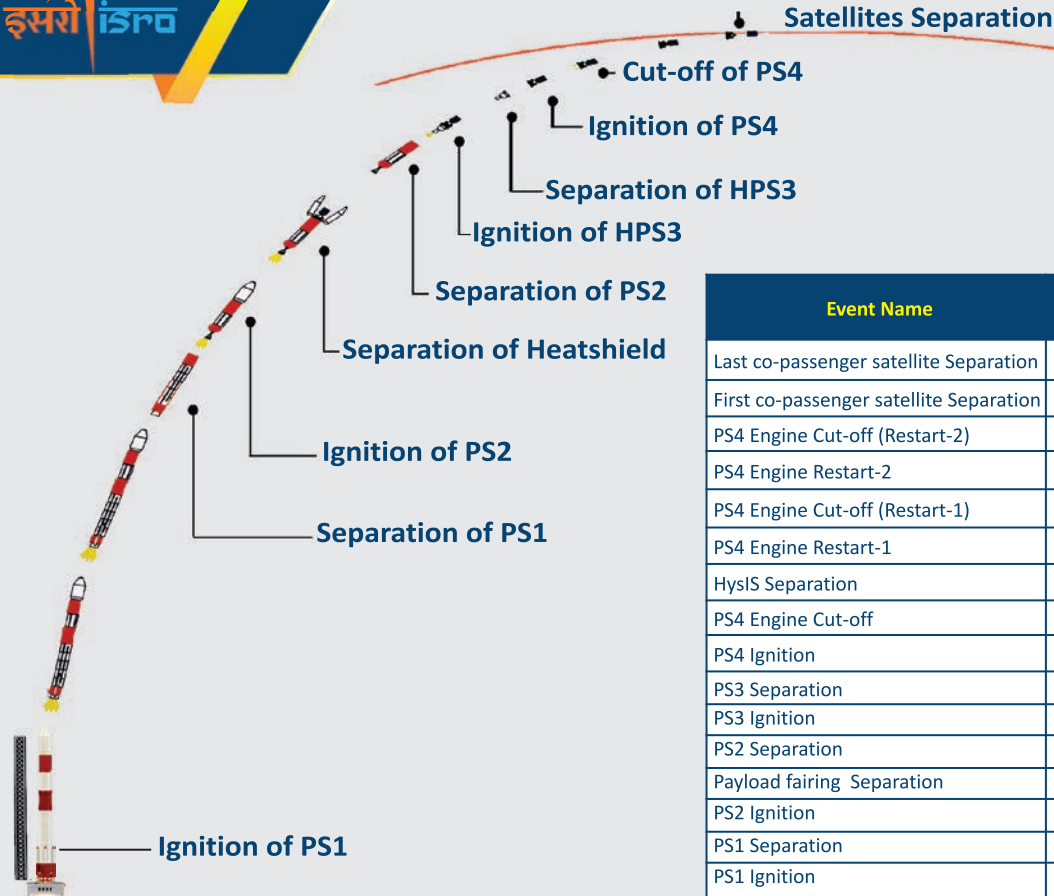 इसरो isro
Satellites Separation
Cut-off of PS4
Ignition of PS4
Separation of HPS3
Ignition of HPS3
Separation of PS2
Separation of Heatshield
Ignition of PS2
Separation of PS1
Ignition of PS1
Event Name
Last co-passenger satellite Separation
First co-passenger satellite Separation
PS4 Engine Cut-off (Restart-2)
PS4 Engine Restart-2
PS4 Engine Cut-off (Restart-1)
PS4 Engine Restart-1
HysIS Separation
PS4 Engine Cut-off
PS4 Ignition
PS3 Separation
PS3 Ignition
PS2 Separation
Payload fairing Separation
PS2 Ignition
PS1 Separation
PS1 Ignition